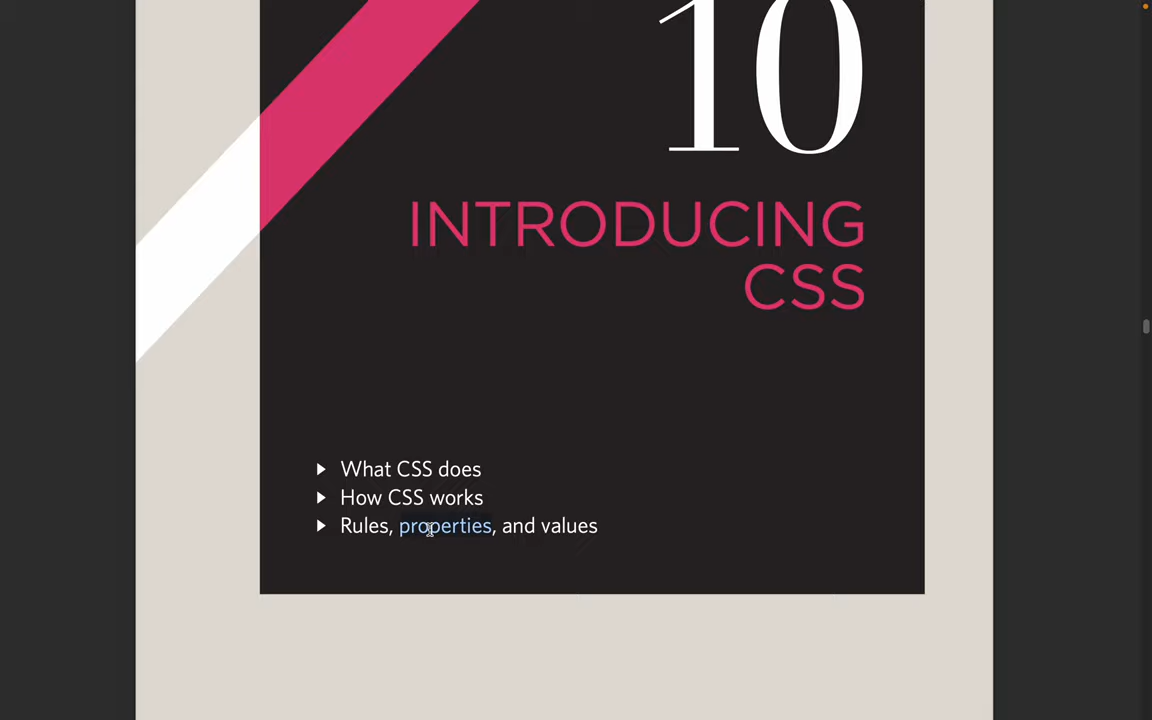 10
INTRODUCING
CSS
What CSS does
How CSS works
Rules, properties, and values